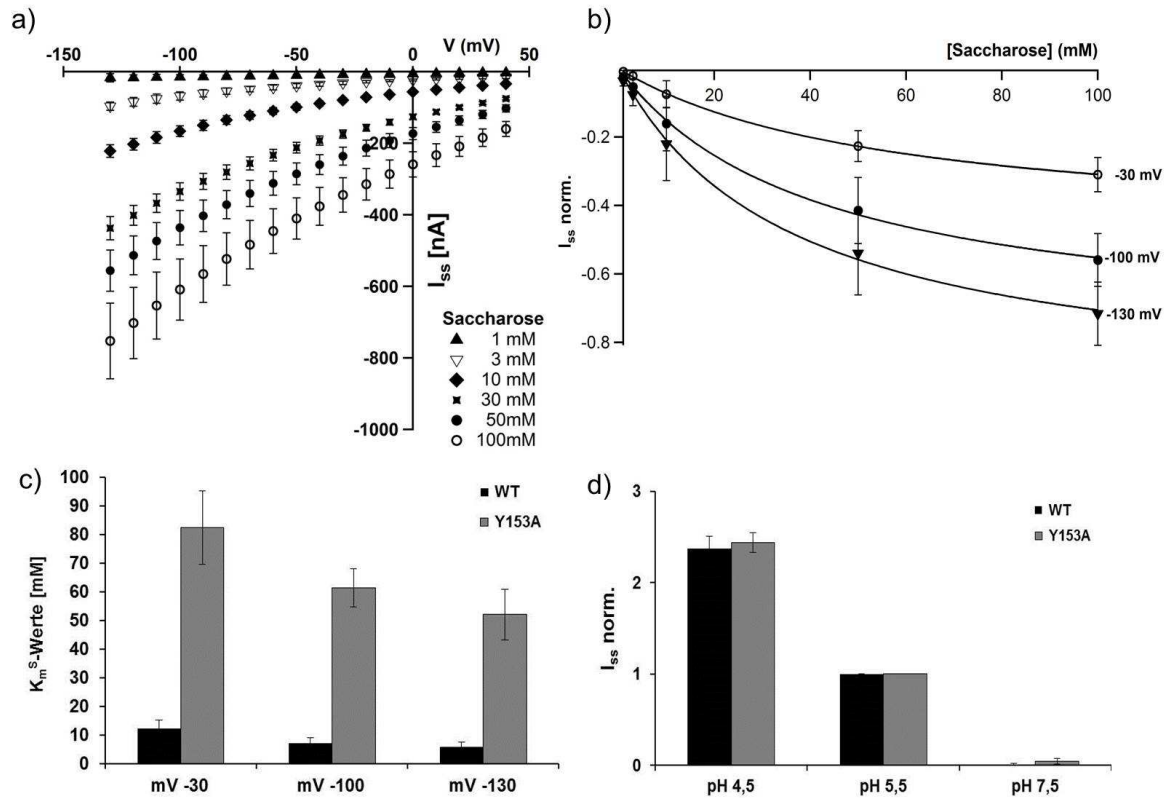 a)
V (mV)
-150 -100 -50 0 50
-200
-400
-600
-800
-1000
Iss [nA]
Saccharose
1 mM
3 mM
10 mM
30 mM
50mM
100mM
b)
[Saccharose] (mM)
20 40 60 80 100
-0.2
-0.4
-0.6
-0.8
Iss norm.
-30 mV
-100 mV
-130 mV
c)
100
90
80
70
60
50
40
30
20
10
0
KmS-Werte [mM]
WT
Y153A
mV -30 mV -100 mV -130
d)
3
2
1
0
Iss norm.
WT
Y153A
pH 4,5 pH 5,5 pH 7,5